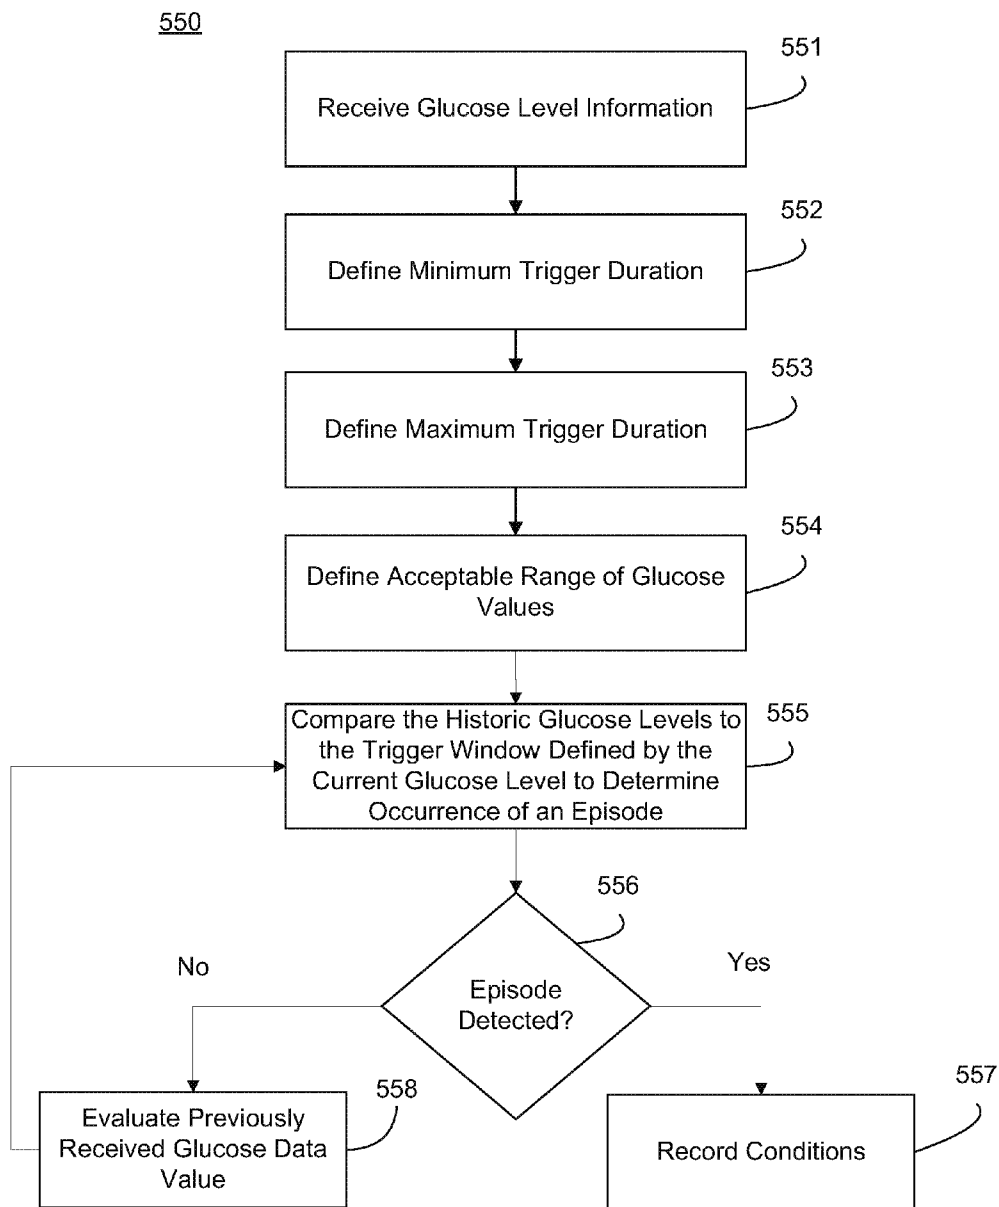 550
551
Receive Glucose Level Information
552
Define Minimum Trigger Duration
553
Define Maximum Trigger Duration
554
Define Acceptable Range of Glucose
Values
555
Compare the Historic Glucose Levels to
the Trigger Window Defined by the
Current Glucose Level to Determine
Occurrence of an Episode
556
No
Yes
Episode
Detected?
558
557
Evaluate Previously
Received Glucose Data
Value
Record Conditions